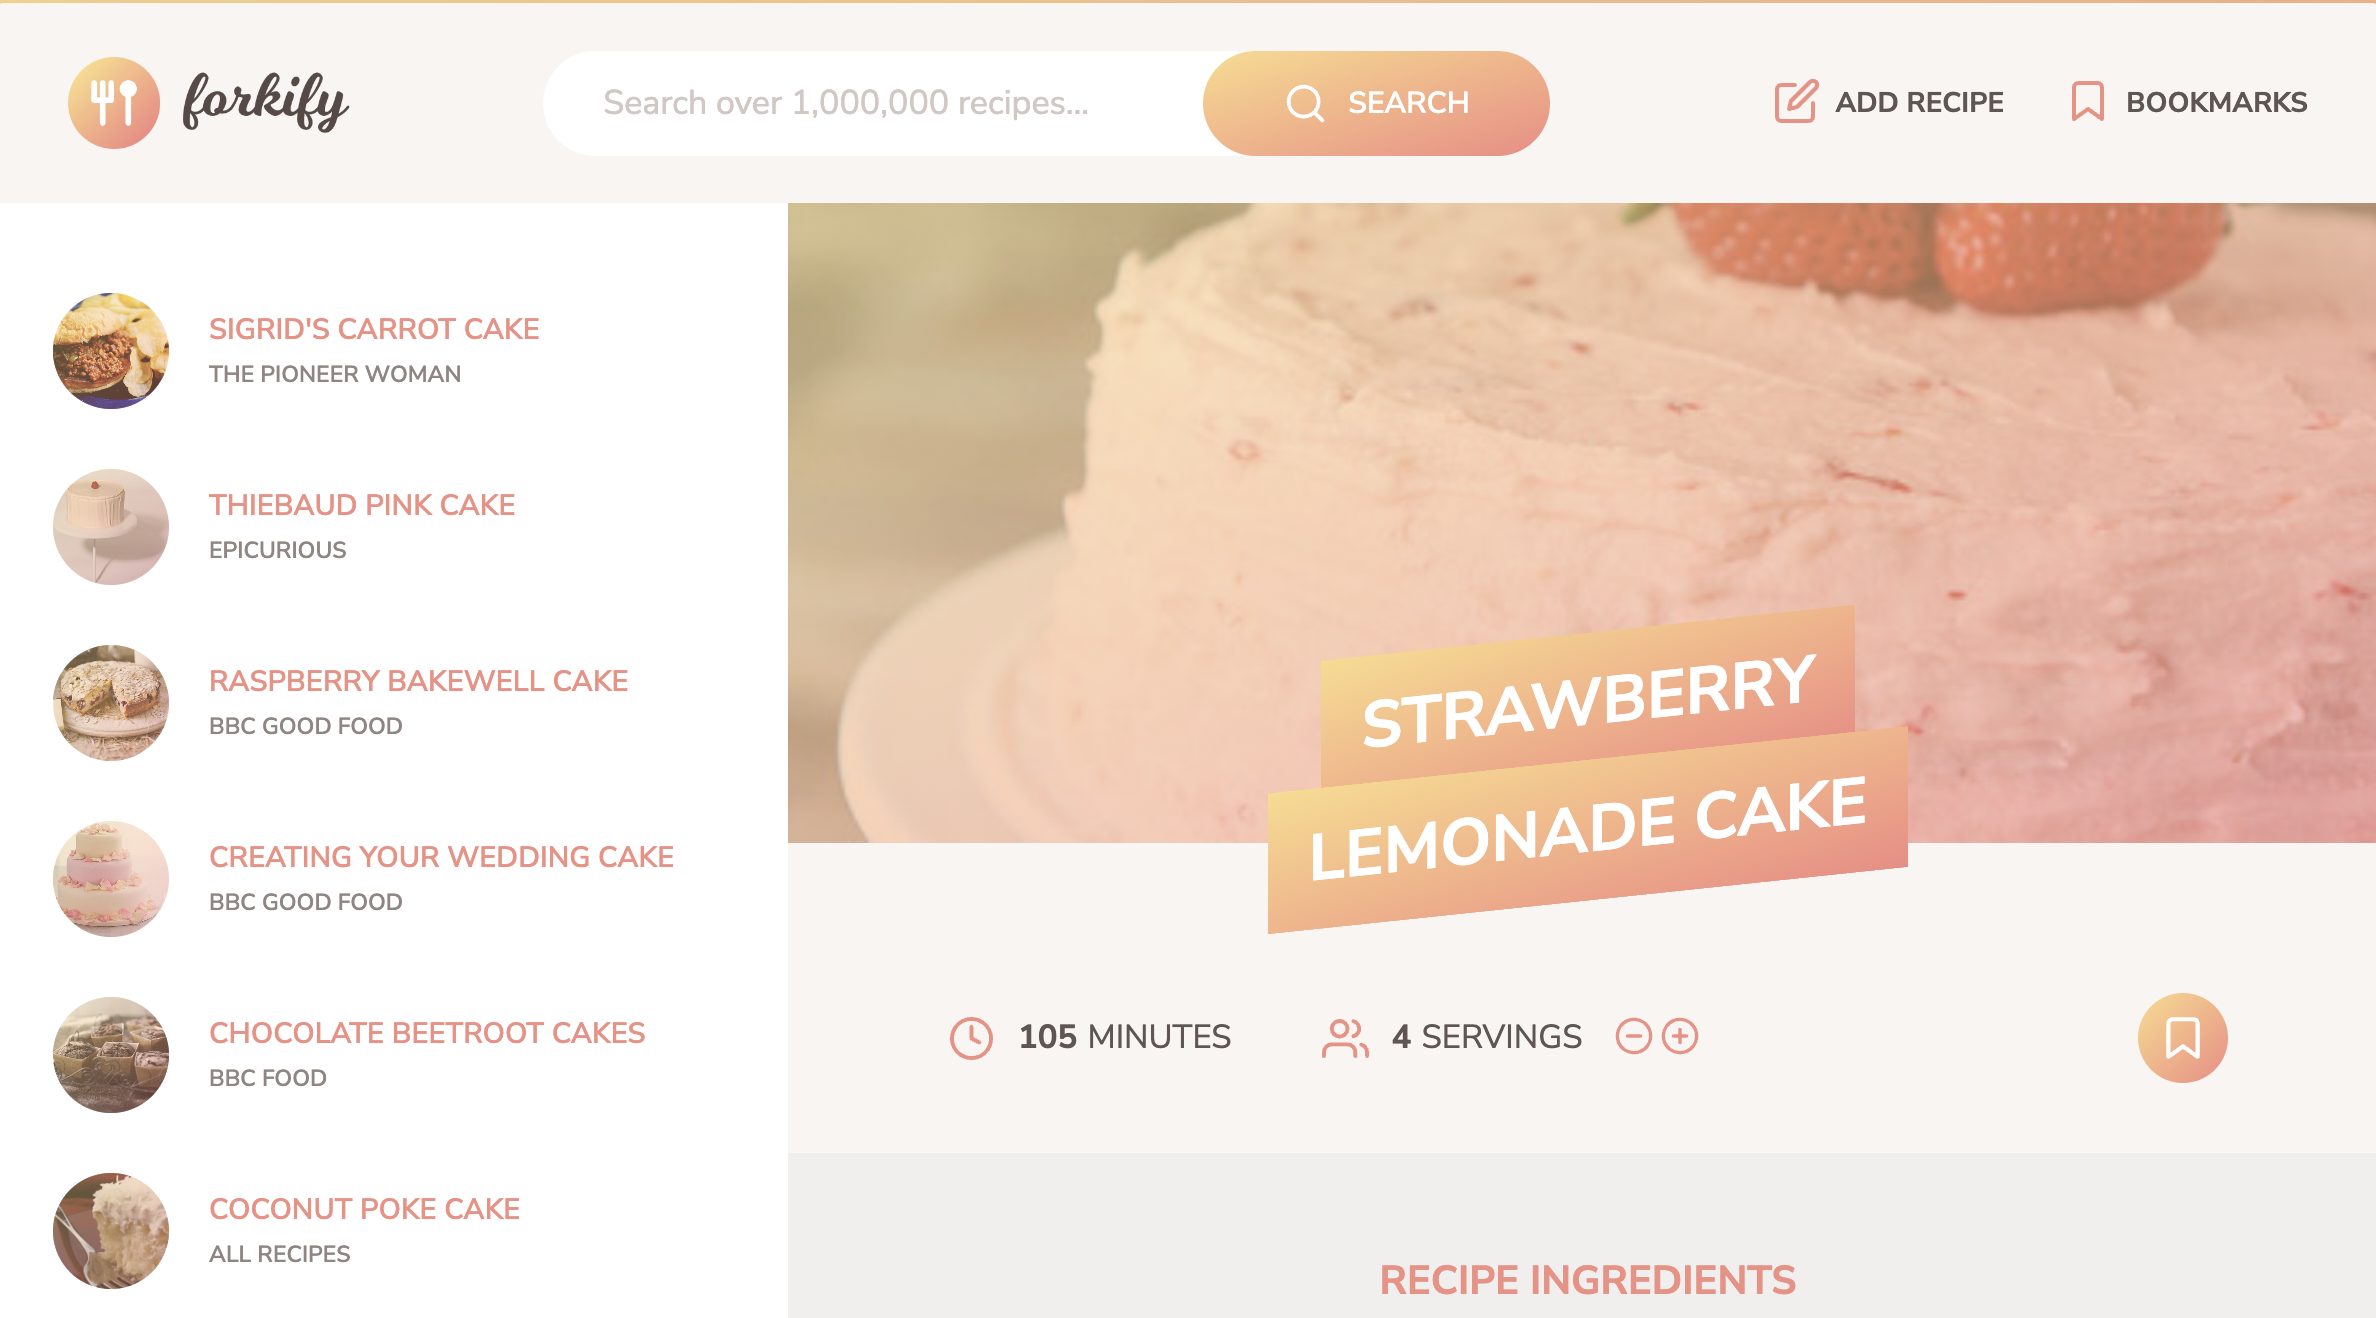 forkify
Search over 1,000,000 recipes...
SEARCH
ADD RECIPE
BOOKMARKS
SIGRID'S CARROT CAKE
THE PIONEER WOMAN
THIEBAUD PINK CAKE
EPICURIOUS
RASPBERRY BAKEWELL CAKE
BBC GOOD FOOD
CREATING YOUR WEDDING CAKE
BBC GOOD FOOD
CHOCOLATE BEETROOT CAKES
BBC FOOD
COCONUT POKE CAKE
ALL RECIPES
STRAWBERRY
LEMONADE CAKE
105 MINUTES
4 SERVINGS
RECIPE INGREDIENTS